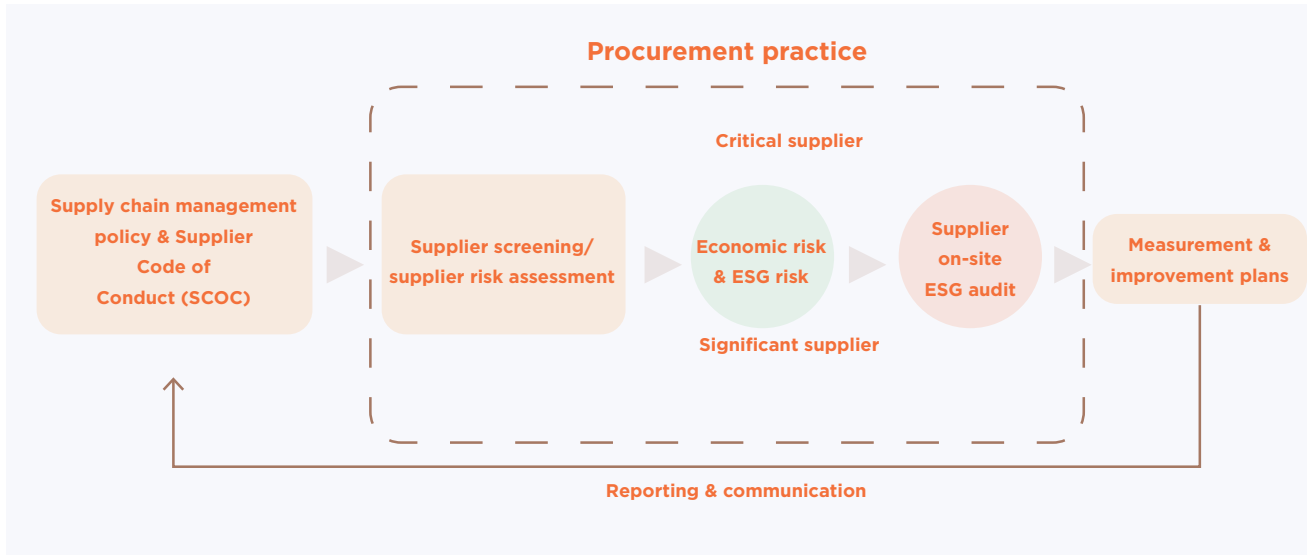 Procurement practice
Supply chain management
policy & Supplier
Code of
Conduct (SCOC)
Supplier screening/
supplier risk assessment
Critical supplier
Economic risk
& ESG risk
Significant supplier
Supplier
on-site
ESG audit
Measurement &
improvement plans
Reporting & communication